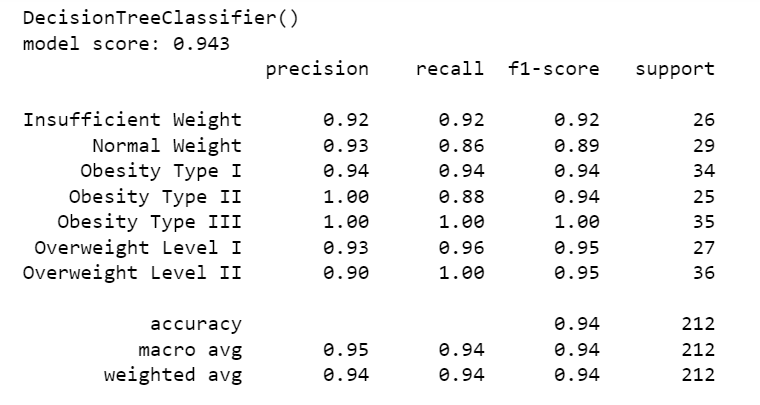 DecisionTreeClassifier()
model score: 0.943
precision recall f1-score support
Insufficient Weight 0.92 0.92 0.92 26
Normal Weight 0.93 0.86 0.89 29
Obesity Type I 0.94 0.94 0.94 34
Obesity Type II 1.00 0.88 0.94 25
Obesity Type III 1.00 1.00 1.00 35
Overweight Level I 0.93 0.96 0.95 27
Overweight Level II 0.90 1.00 0.95 36
accuracy 0.94 212
macro avg 0.95 0.94 0.94 212
weighted avg 0.94 0.94 0.94 212